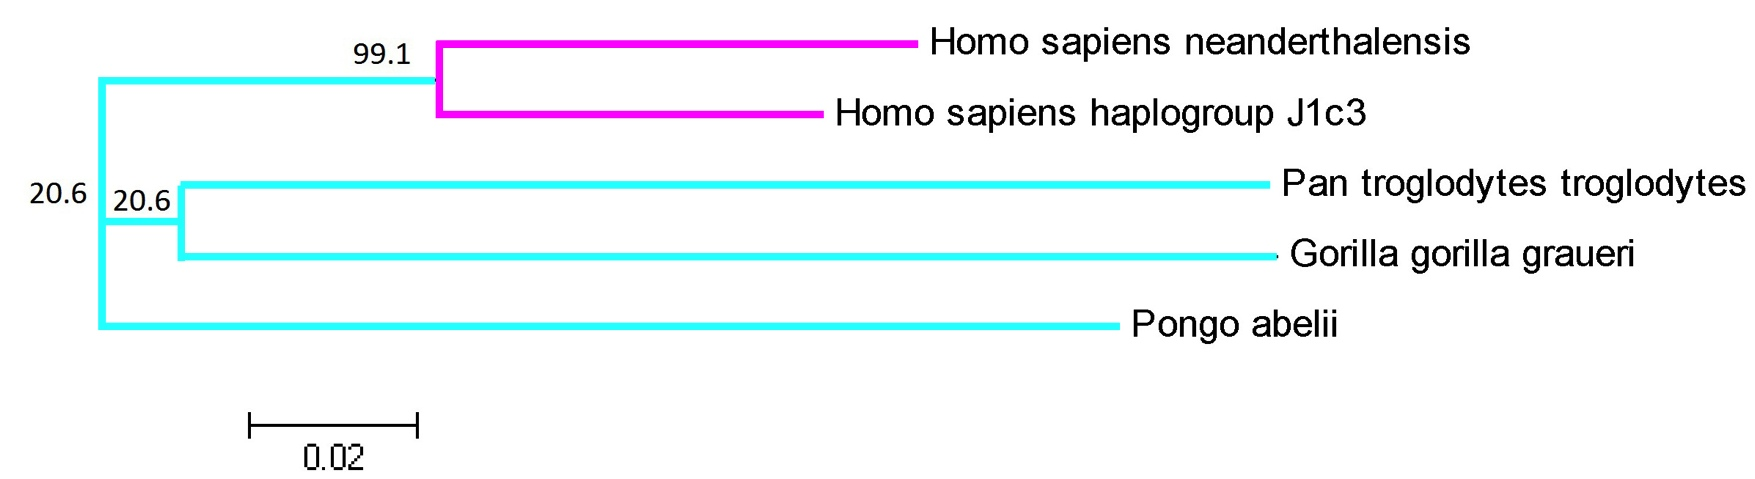 99.1
Homo sapiens neanderthalensis
Homo sapiens haplogroup J1c3
20.6
20.6
Pan troglodytes troglodytes
Gorilla gorilla graueri
Pongo abelii
0.02